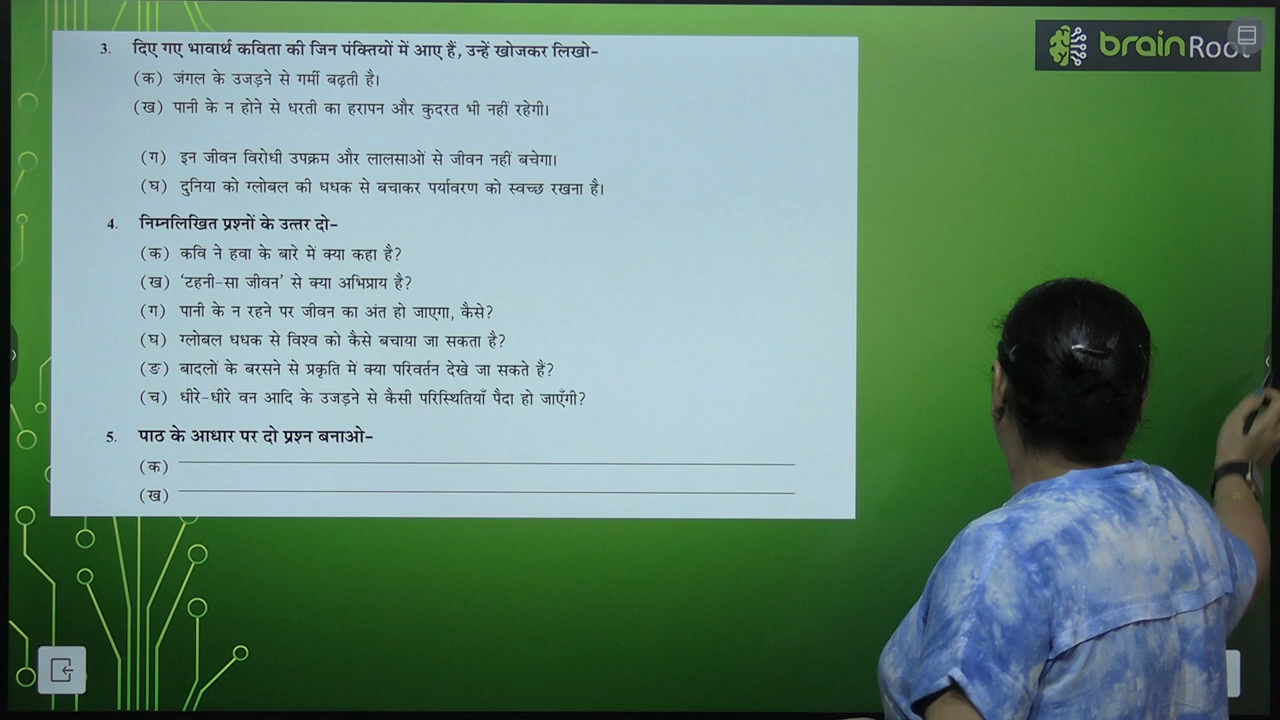 brainRoot
3. दिए गए भावार्थ कविता की जिन पंक्तियों में आए हैं, उन्हें खोजकर लिखो-
(क) जंगल के उजड़ने से गर्मी बढ़ती है।
(ख) पानी के न होने से धरती का हरापन और कुदरत भी नहीं रहेगी।
(ग) इन जीवन विरोधी उपक्रम और लालसाओं से जीवन नहीं बचेगा।
(घ) दुनिया को ग्लोबल की धधक से बचाकर पर्यावरण को स्वच्छ रखना है।
4. निम्नलिखित प्रश्नों के उत्तर दो-
(क) कवि ने हवा के बारे में क्या कहा है?
(ख) 'टहनी-सा जीवन' से क्या अभिप्राय है?
(ग) पानी के न रहने पर जीवन का अंत हो जाएगा, कैसे?
(घ) ग्लोबल धधक से विश्व को कैसे बचाया जा सकता है?
(ङ) बादलों के बरसने से प्रकृति में क्या परिवर्तन देखे जा सकते हैं?
(च) धीरे-धीरे वन आदि के उजड़ने से कैसी परिस्थितियाँ पैदा हो जाएँगी?
5. पाठ के आधार पर दो प्रश्न बनाओ-
(क)
(ख)